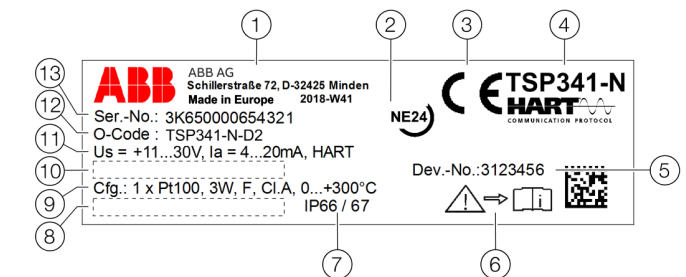 1
2
3
4
13
12
11
10
9
8
7
6
5
ABB
ABB AG
Schillerstraße 72, D-32425 Minden
Made in Europe 2018-W41
NE24
CE
TSP341-N
HART
COMMUNICATION PROTOCOL
Ser.-No.: 3K650000654321
O-Code : TSP341-N-D2
Us = +11...30V, Ia = 4...20mA, HART
Dev.-No.:3123456
Cfg.: 1 x Pt100, 3W, F, Cl.A, 0...+300°C
IP66 / 67
i